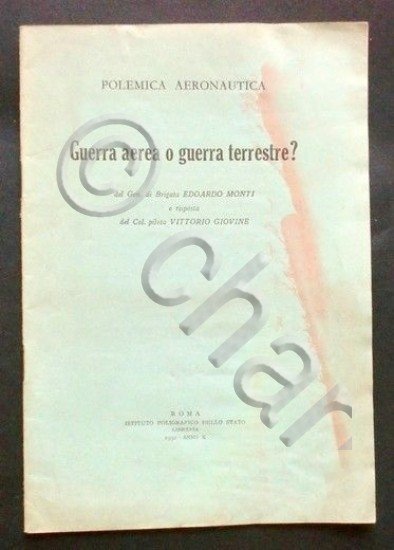 POLEMICA AERONAUTICA
Guerra aerea o guerra terrestre?
del Gen. di Brigata EDOARDO MONTI
e risposta
del Col. pilota VITTORIO GIOVINE
ROMA
ISTITUTO POLIGRAFICO DELLO STATO
LIBRERIA
ANNO X
© char